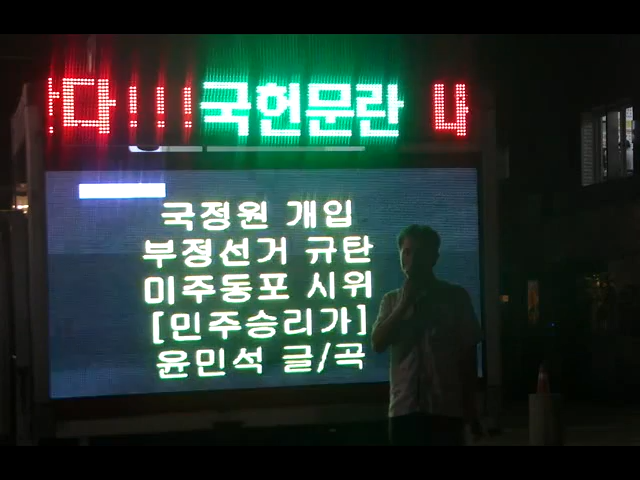 다!!! 국헌문란
국정원 개입
부정선거 규탄
미주동포 시위
[민주승리가]
윤민석 글/곡